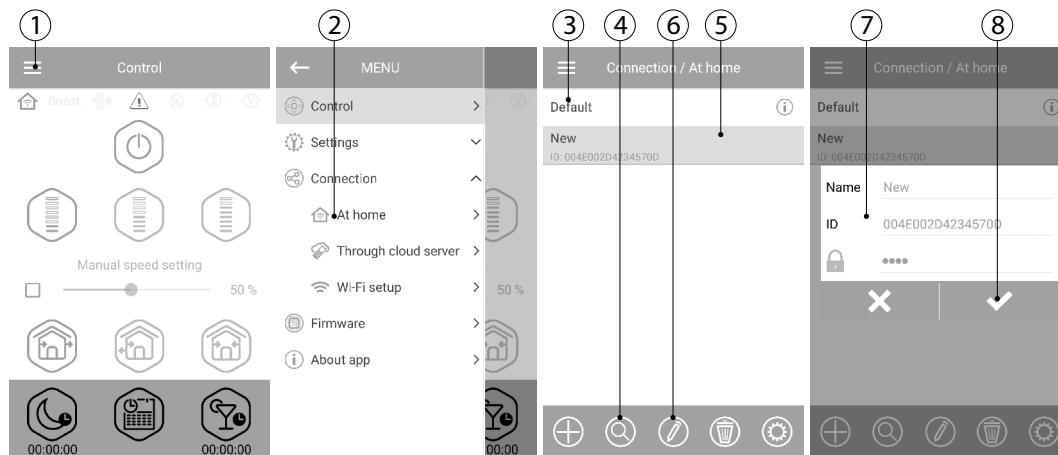 1
2
3
4
6
5
7
8
Control
Boost
Manual speed setting
50 %
00:00:00
00:00:00
MENU
Control
Settings
Connection
At home
Through cloud server
Wi-Fi setup
Firmware
About app
50 %
00:00
Connection / At home
Default
New
ID: 004E002D4234570D
Connection / At home
Default
New
ID: 004E002D4234570D
Name New
ID 004E002D4234570D
••••